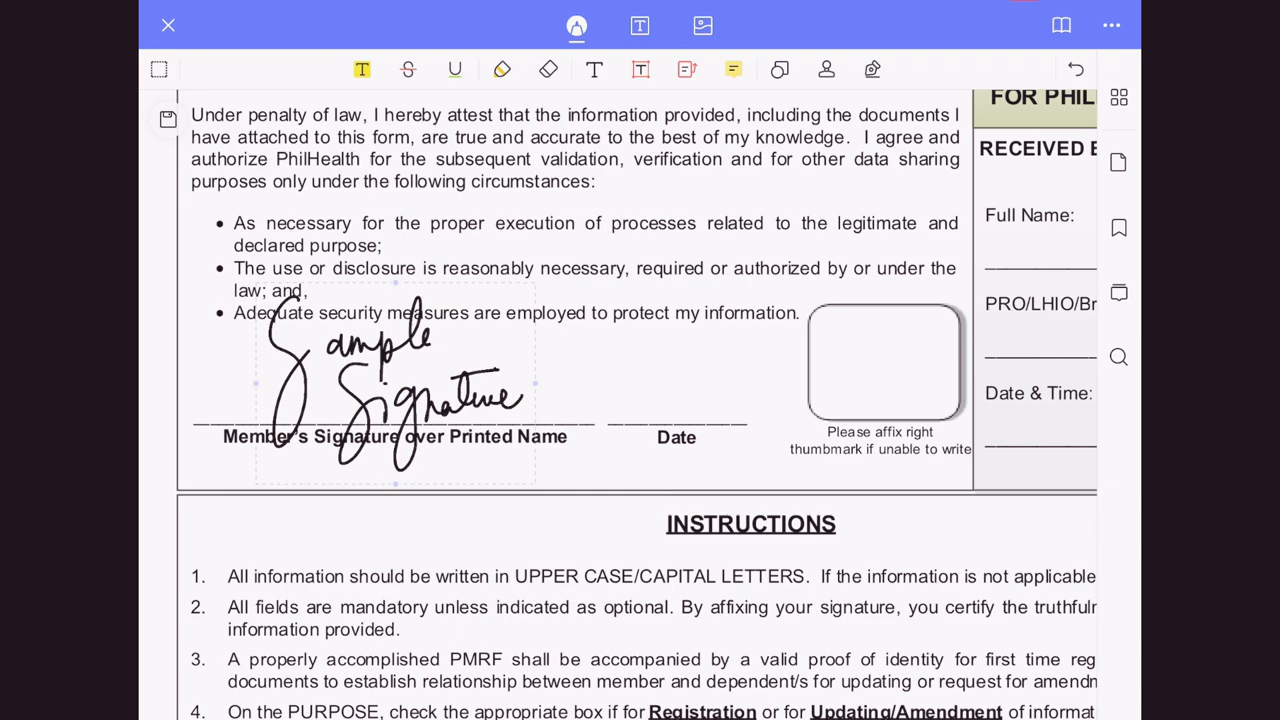 FOR PHIL
Under penalty of law, I hereby attest that the information provided, including the documents I
have attached to this form, are true and accurate to the best of my knowledge. I agree and
authorize PhilHealth for the subsequent validation, verification and for other data sharing
purposes only under the following circumstances:
• As necessary for the proper execution of processes related to the legitimate and
declared purpose;
• The use or disclosure is reasonably necessary, required or authorized by or under the
law; and,
• Adequate security measures are employed to protect my information.
Sample
Signature
Member's Signature over Printed Name
Date
Please affix right
thumbmark if unable to write
RECEIVED B
Full Name:
PRO/LHIO/Br
Date & Time:
INSTRUCTIONS
1. All information should be written in UPPER CASE/CAPITAL LETTERS. If the information is not applicable
2. All fields are mandatory unless indicated as optional. By affixing your signature, you certify the truthfuln
information provided.
3. A properly accomplished PMRF shall be accompanied by a valid proof of identity for first time reg
documents to establish relationship between member and dependent/s for updating or request for amendn
4. On the PURPOSE, check the appropriate box if for Registration or for Updating/Amendment of informat